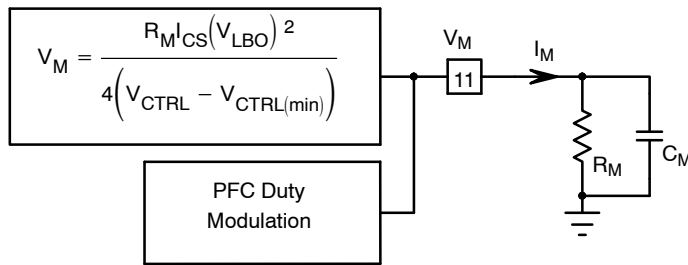 V_M = R_M I_CS (V_LBO)² / 4(V_CTRL − V_CTRL(min))
V_M
11
I_M
R_M
C_M
PFC Duty
Modulation